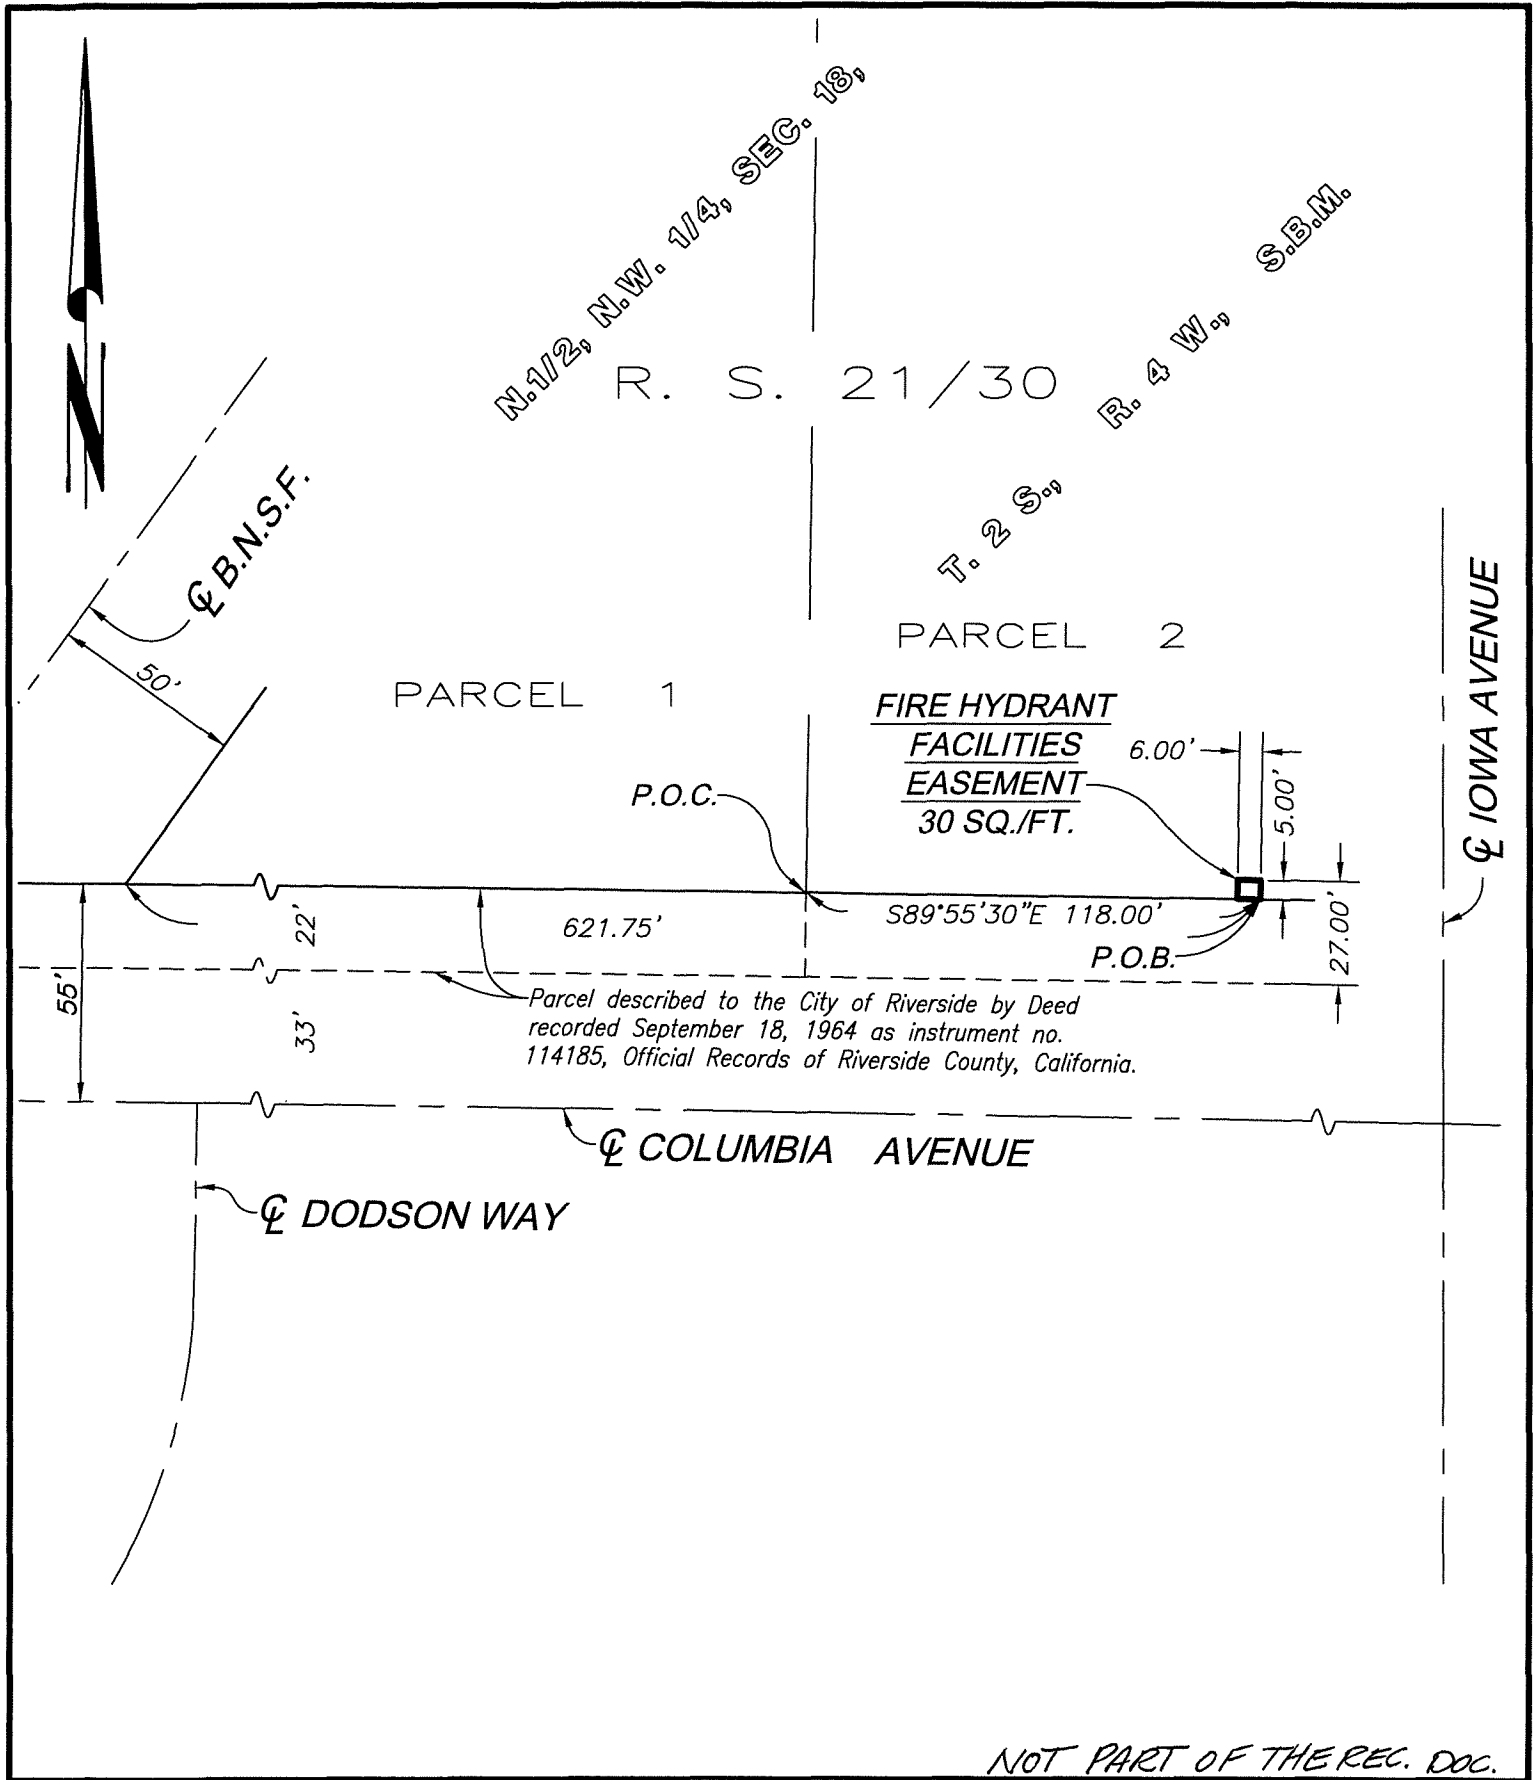 N
N.1/2, N.W. 1/4, SEC. 18,
T. 2 S., R. 4 W., S.B.M.
R. S. 21/30
℄ B.N.S.F.
50'
PARCEL 1
PARCEL 2
FIRE HYDRANT
FACILITIES
EASEMENT
30 SQ./FT.
6.00'
5.00'
27.00'
℄ IOWA AVENUE
P.O.C.
S89°55'30"E 118.00'
P.O.B.
621.75'
22'
33'
55'
Parcel described to the City of Riverside by Deed
recorded September 18, 1964 as instrument no.
114185, Official Records of Riverside County, California.
℄ COLUMBIA AVENUE
℄ DODSON WAY
NOT PART OF THE REC. DOC.